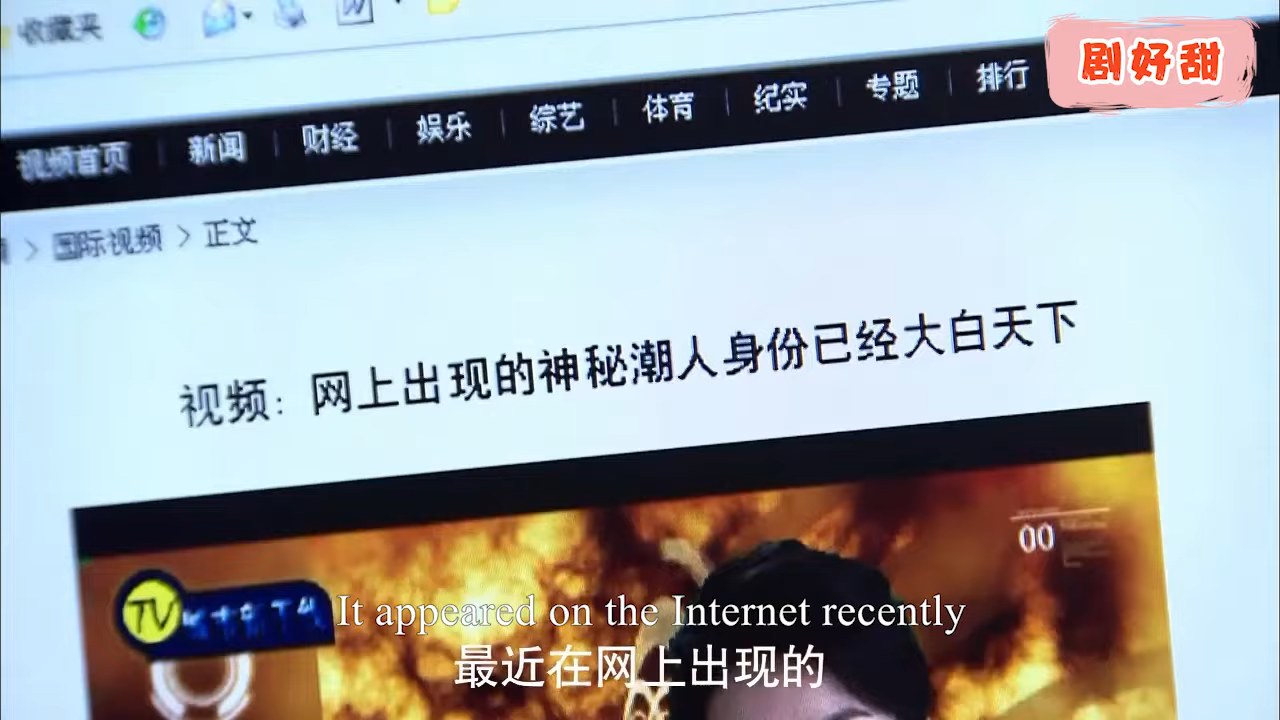 收藏夹
剧好甜
视频首页 新闻 财经 娱乐 综艺 体育 纪实 专题 排行
> 国际视频 > 正文
视频：网上出现的神秘潮人身份已经大白天下
00
TV
It appeared on the Internet recently
最近在网上出现的